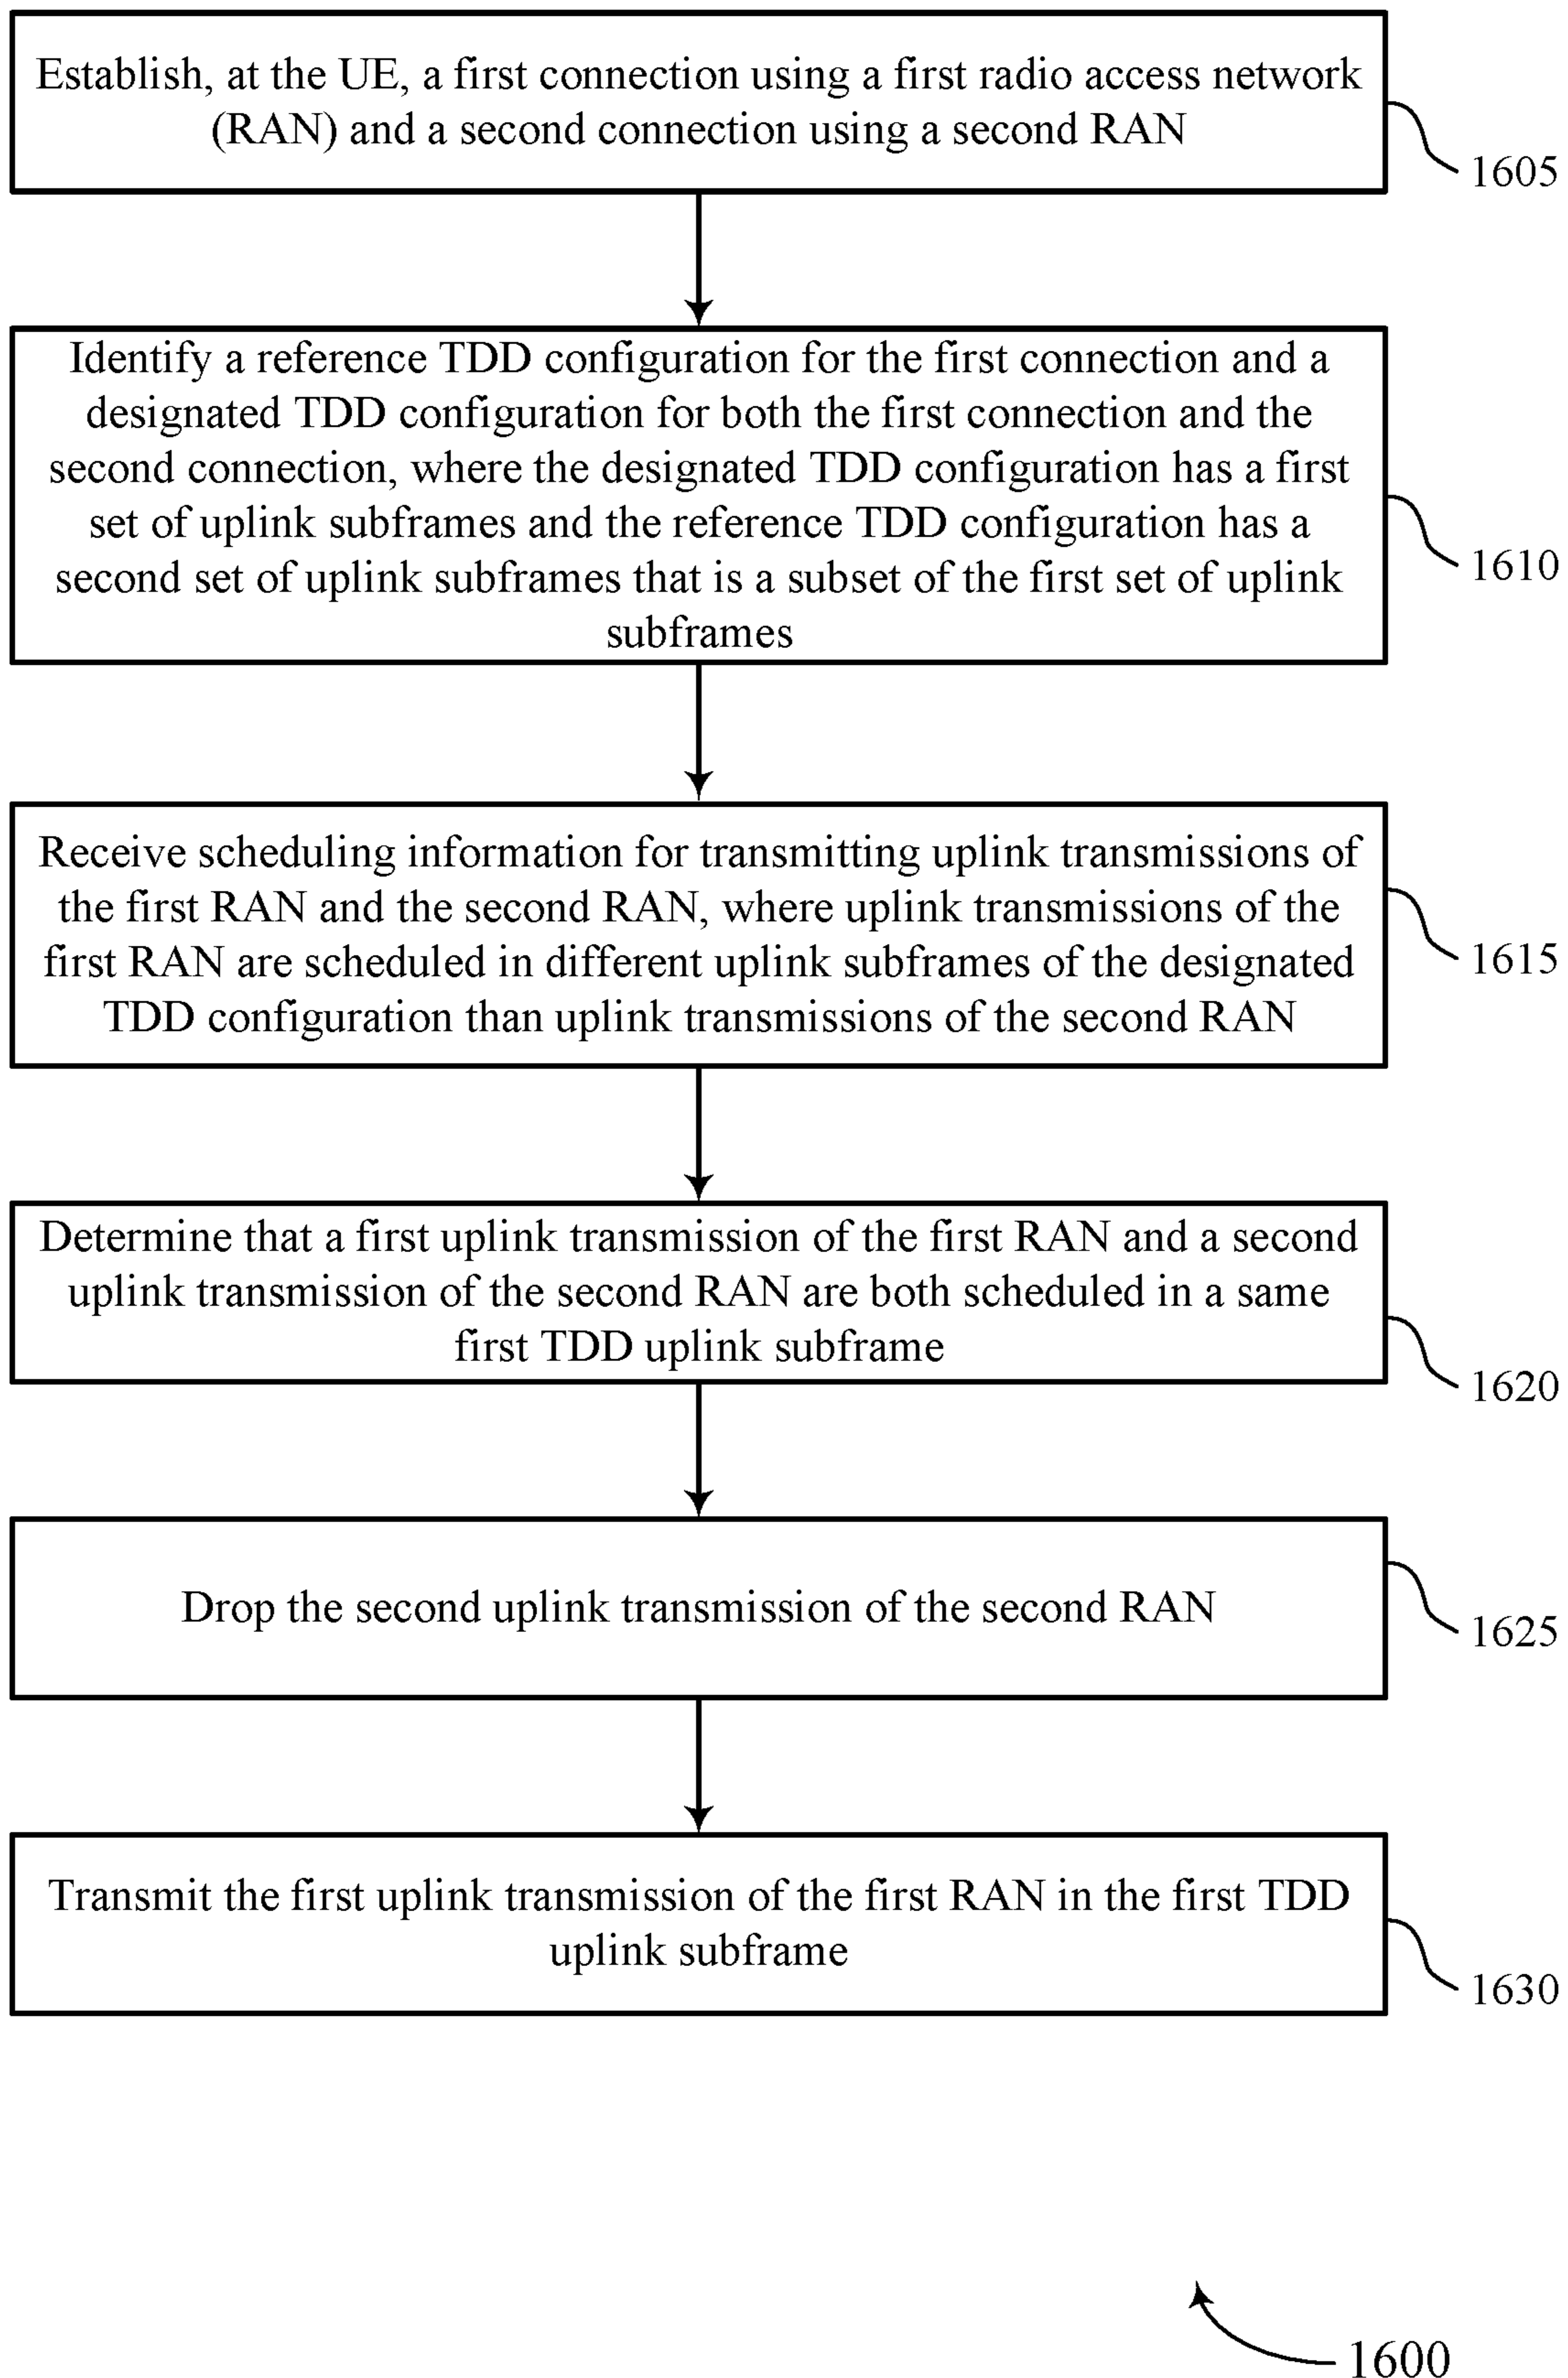 Establish, at the UE, a first connection using a first radio access network
(RAN) and a second connection using a second RAN
1605
Identify a reference TDD configuration for the first connection and a
designated TDD configuration for both the first connection and the
second connection, where the designated TDD configuration has a first
set of uplink subframes and the reference TDD configuration has a
second set of uplink subframes that is a subset of the first set of uplink
subframes
1610
Receive scheduling information for transmitting uplink transmissions of
the first RAN and the second RAN, where uplink transmissions of the
first RAN are scheduled in different uplink subframes of the designated
TDD configuration than uplink transmissions of the second RAN
1615
Determine that a first uplink transmission of the first RAN and a second
uplink transmission of the second RAN are both scheduled in a same
first TDD uplink subframe
1620
Drop the second uplink transmission of the second RAN
1625
Transmit the first uplink transmission of the first RAN in the first TDD
uplink subframe
1630
1600